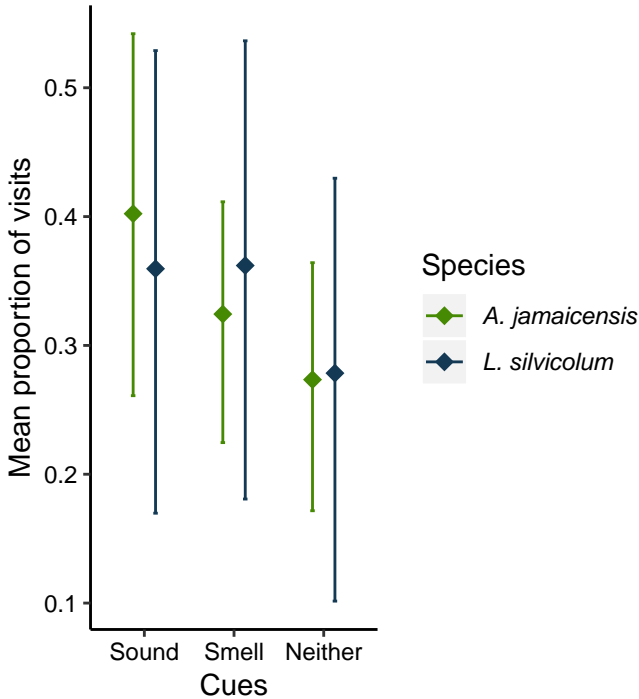 Mean proportion of visits
0.5
0.4
0.3
0.2
0.1
Sound Smell Neither
Cues
Species
A. jamaicensis
L. silvicolum